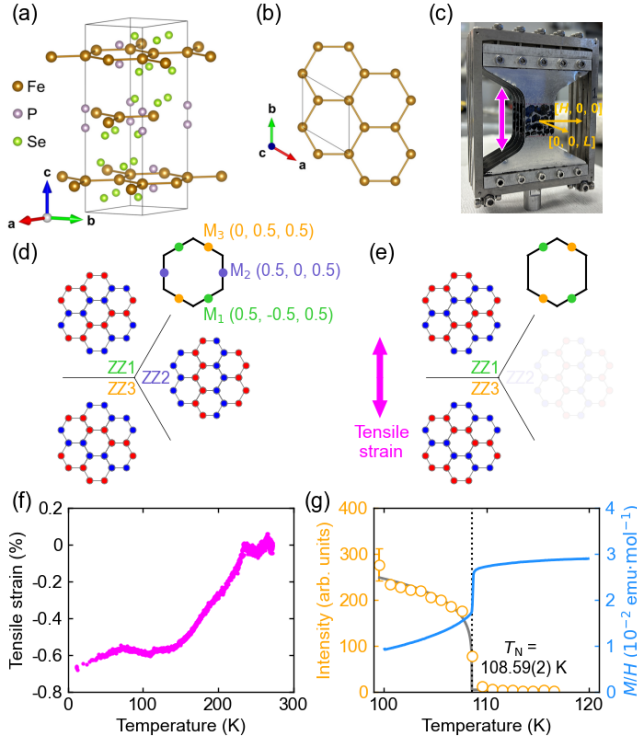 (a)
Fe
P
Se
c
a
b
(b)
b
c
a
(c)
[H, 0, 0]
[0, 0, L]
(d)
M₃ (0, 0.5, 0.5)
M₂ (0.5, 0, 0.5)
M₁ (0.5, -0.5, 0.5)
ZZ1
ZZ2
ZZ3
(e)
ZZ1
ZZ2
ZZ3
Tensile
strain
(f)
Tensile strain (%)
0.2
0
-0.2
-0.4
-0.6
-0.8
0 100 200 300
Temperature (K)
(g)
Intensity (arb. units)
400
300
200
100
0
T_N =
108.59(2) K
100 110 120
Temperature (K)
4
3
2
1
0
M/H (10⁻² emu·mol⁻¹)